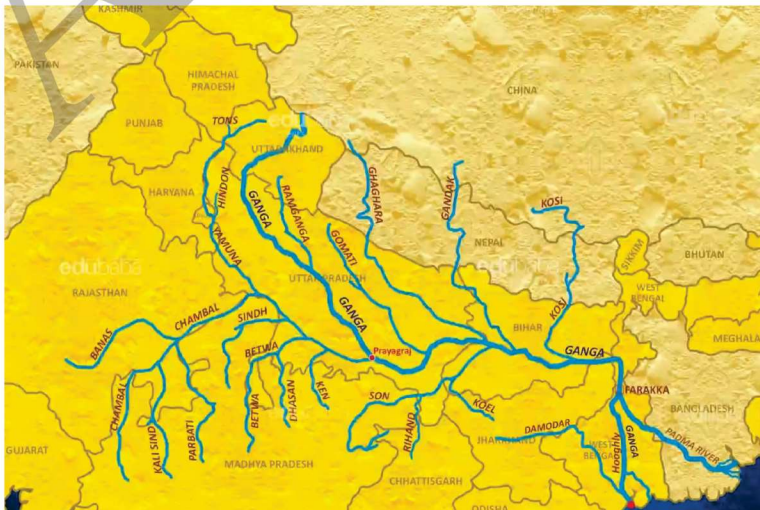 KASHMIR
PAKISTAN
HIMACHAL
PRADESH
CHINA
PUNJAB
TONS
edubaba
UTTARAKHAND
HARYANA
HINDON
GANGA
RAMGANGA
GHAGHARA
GANDAK
KOSI
YAMUNA
GOMATI
NEPAL
SIKKIM
BHUTAN
edubaba
RAJASTHAN
UTTAR PRADESH
edubaba
WEST
BENGAL
CHAMBAL
SINDH
GANGA
KOSI
BIHAR
MEGHALA
BANAS
BETWA
Prayagraj
GANGA
CHAMBAL
KALI SIND
PARBATI
BETWA
DHASAN
KEN
SON
RIHAND
KOEL
FARAKKA
BANGLADESH
GUJARAT
MADHYA PRADESH
JHARKHAND
DAMODAR
WEST
BENGAL
Hooghly
GANGA
PADMA RIVER
CHHATTISGARH
ODISHA